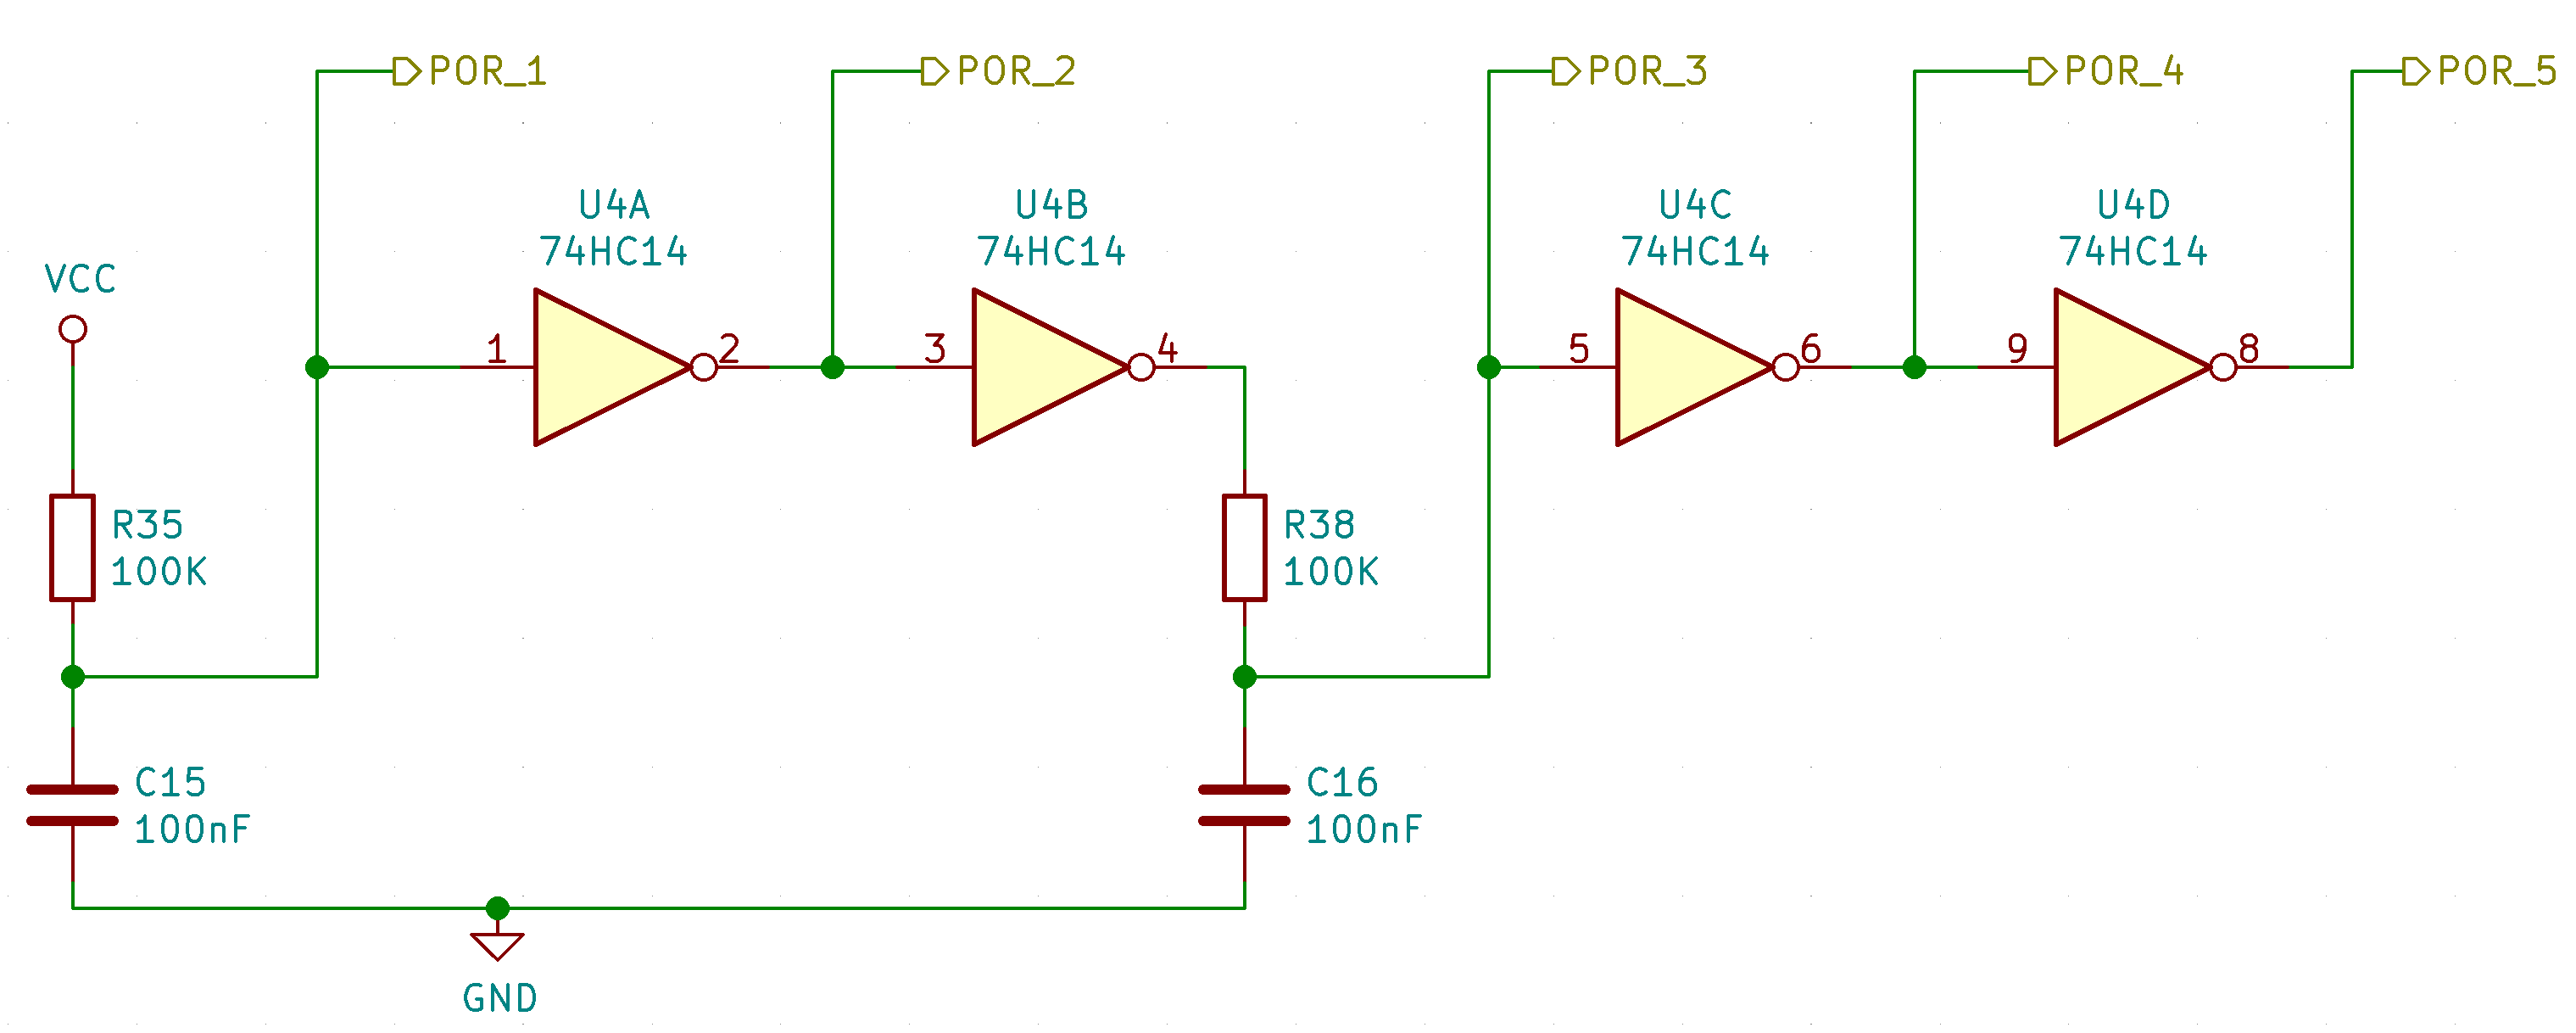 POR_1
POR_2
POR_3
POR_4
POR_5
U4A
74HC14
U4B
74HC14
U4C
74HC14
U4D
74HC14
VCC
1
2
3
4
5
6
9
8
R35
100K
R38
100K
C15
100nF
C16
100nF
GND